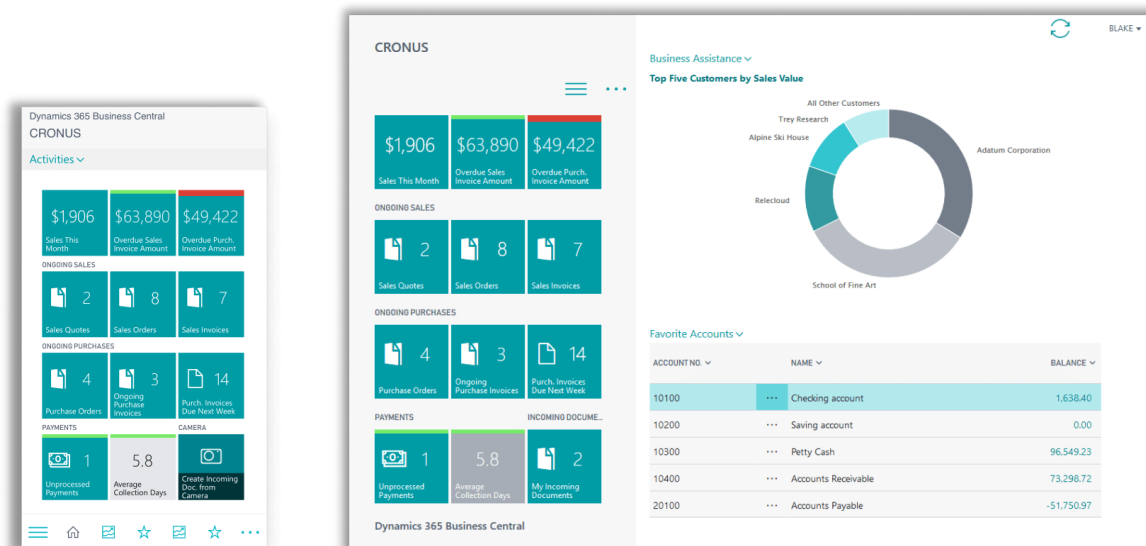 Dynamics 365 Business Central
CRONUS
Activities
$1,906
$63,890
$49,422
Sales This
Month
Overdue Sales
Invoice Amount
Overdue Purch.
Invoice Amount
ONGOING SALES
2
8
7
Sales Quotes
Sales Orders
Sales Invoices
ONGOING PURCHASES
4
3
14
Purchase Orders
Ongoing
Purchase
Invoices
Purch. Invoices
Due Next Week
PAYMENTS
CAMERA
1
5.8
Unprocessed
Payments
Average
Collection Days
Create Incoming
Doc. from
Camera
CRONUS
$1,906
$63,890
$49,422
Sales This Month
Overdue Sales
Invoice Amount
Overdue Purch.
Invoice Amount
ONGOING SALES
2
8
7
Sales Quotes
Sales Orders
Sales Invoices
ONGOING PURCHASES
4
3
14
Purchase Orders
Ongoing
Purchase Invoices
Purch. Invoices
Due Next Week
PAYMENTS
INCOMING DOCUME...
1
5.8
2
Unprocessed
Payments
Average
Collection Days
My Incoming
Documents
Dynamics 365 Business Central
BLAKE
Business Assistance
Top Five Customers by Sales Value
All Other Customers
Trey Research
Alpine Ski House
Adatum Corporation
Relecloud
School of Fine Art
Favorite Accounts
ACCOUNT NO. NAME BALANCE
10100 ... Checking account 1,638.40
10200 ... Saving account 0.00
10300 ... Petty Cash 96,549.23
10400 ... Accounts Receivable 73,298.72
20100 ... Accounts Payable -51,750.97